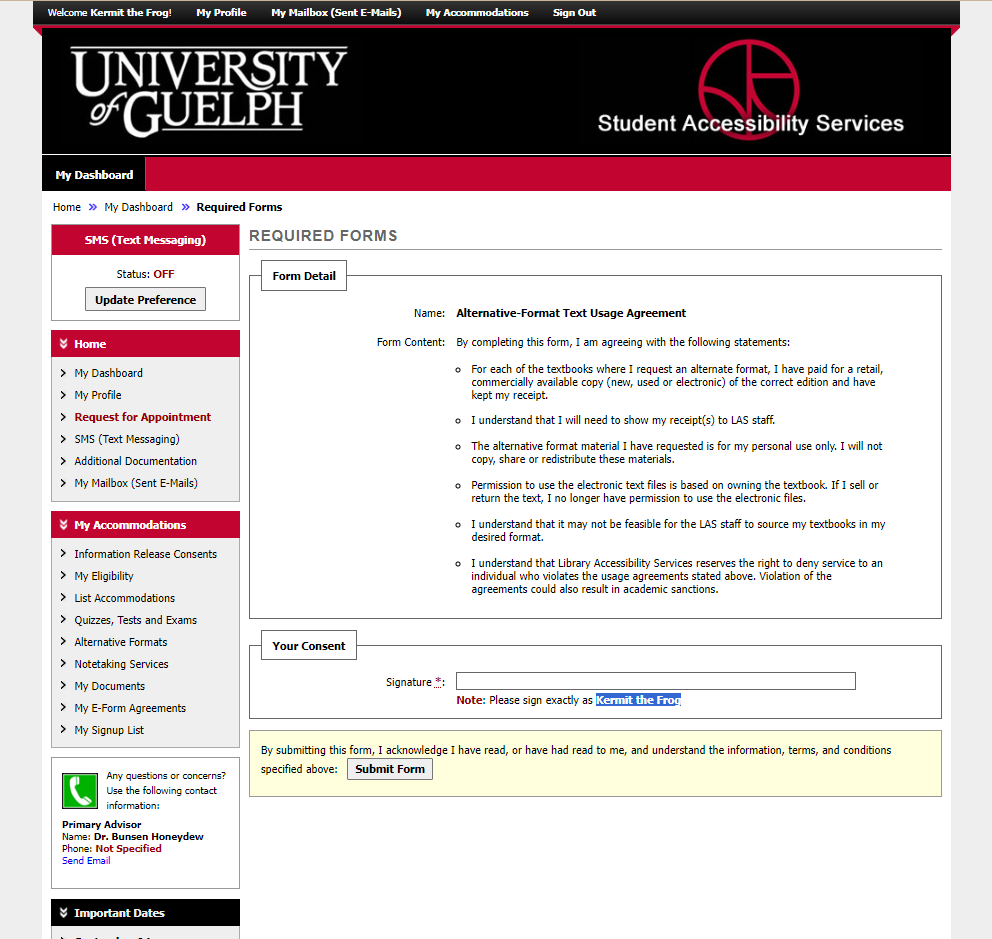 Welcome Kermit the Frog! My Profile My Mailbox (Sent E-Mails) My Accommodations Sign Out
UNIVERSITY
of GUELPH
Student Accessibility Services
My Dashboard
Home » My Dashboard » Required Forms
SMS (Text Messaging)
Status: OFF
Update Preference
Home
My Dashboard
My Profile
Request for Appointment
SMS (Text Messaging)
Additional Documentation
My Mailbox (Sent E-Mails)
My Accommodations
Information Release Consents
My Eligibility
List Accommodations
Quizzes, Tests and Exams
Alternative Formats
Notetaking Services
My Documents
My E-Form Agreements
My Signup List
Any questions or concerns?
Use the following contact
information:
Primary Advisor
Name: Dr. Bunsen Honeydew
Phone: Not Specified
Send Email
Important Dates
REQUIRED FORMS
Form Detail
Name: Alternative-Format Text Usage Agreement
Form Content: By completing this form, I am agreeing with the following statements:
For each of the textbooks where I request an alternate format, I have paid for a retail,
commercially available copy (new, used or electronic) of the correct edition and have
kept my receipt.
I understand that I will need to show my receipt(s) to LAS staff.
The alternative format material I have requested is for my personal use only. I will not
copy, share or redistribute these materials.
Permission to use the electronic text files is based on owning the textbook. If I sell or
return the text, I no longer have permission to use the electronic files.
I understand that it may not be feasible for the LAS staff to source my textbooks in my
desired format.
I understand that Library Accessibility Services reserves the right to deny service to an
individual who violates the usage agreements stated above. Violation of the
agreements could also result in academic sanctions.
Your Consent
Signature *:
Note: Please sign exactly as Kermit the Frog
By submitting this form, I acknowledge I have read, or have had read to me, and understand the information, terms, and conditions
specified above: Submit Form